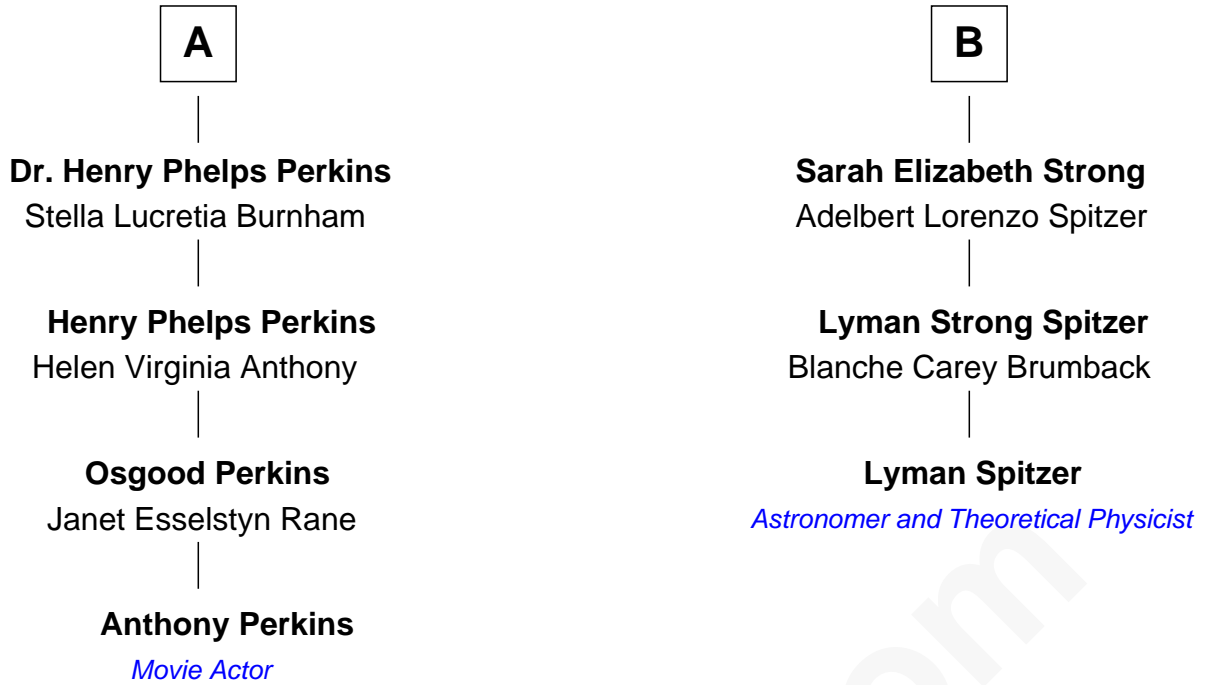 A
Dr. Henry Phelps Perkins
Stella Lucretia Burnham
Henry Phelps Perkins
Helen Virginia Anthony
Osgood Perkins
Janet Esselstyn Rane
Anthony Perkins
Movie Actor
B
Sarah Elizabeth Strong
Adelbert Lorenzo Spitzer
Lyman Strong Spitzer
Blanche Carey Brumback
Lyman Spitzer
Astronomer and Theoretical Physicist
om